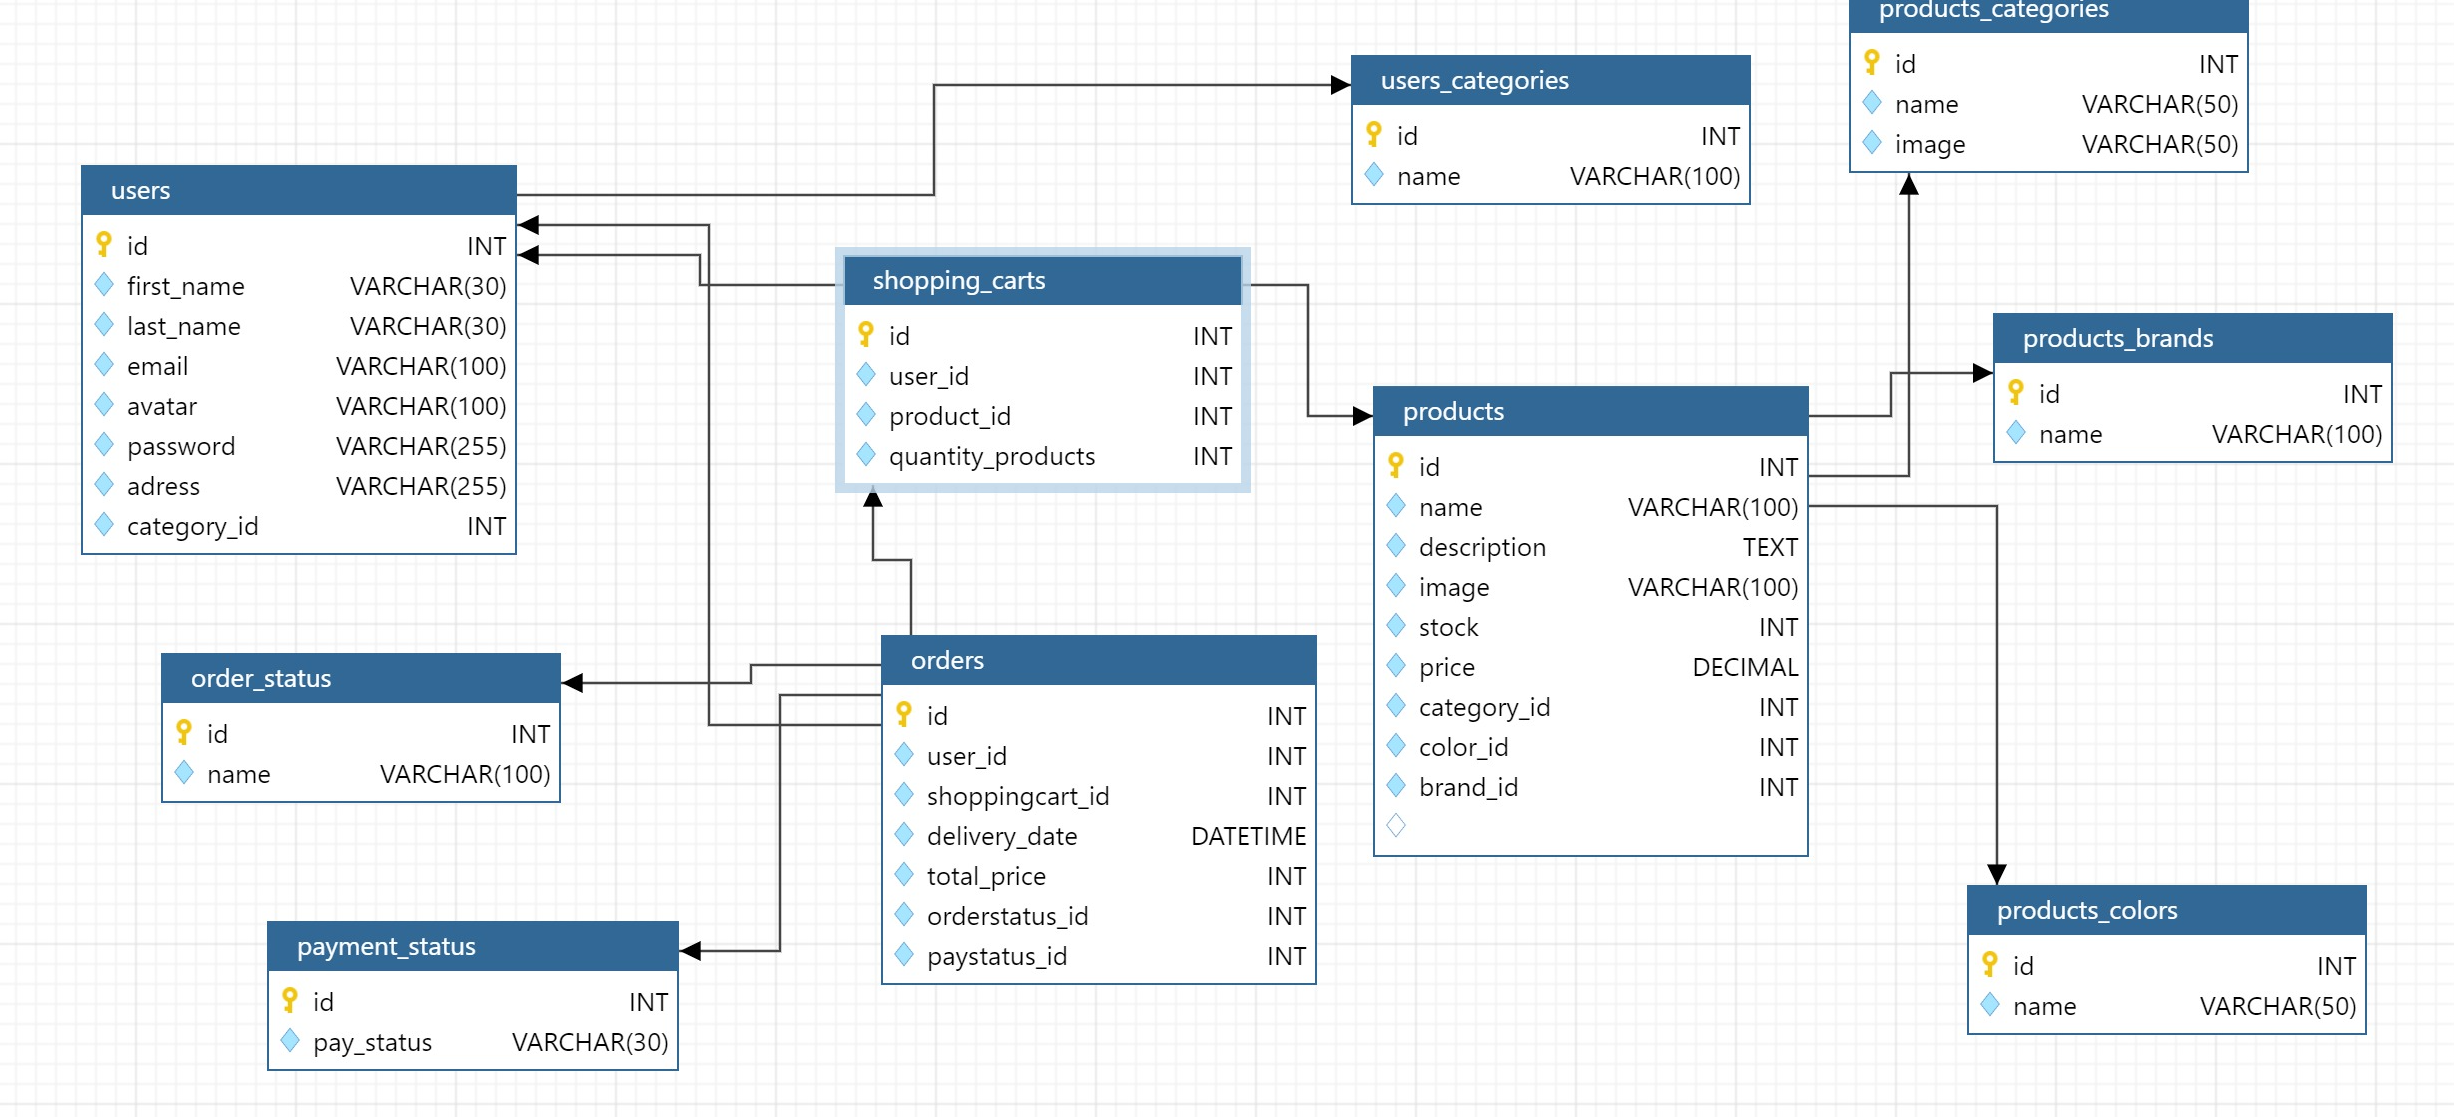 products_categories
id INT
name VARCHAR(50)
image VARCHAR(50)
users_categories
id INT
name VARCHAR(100)
users
id INT
first_name VARCHAR(30)
last_name VARCHAR(30)
email VARCHAR(100)
avatar VARCHAR(100)
password VARCHAR(255)
adress VARCHAR(255)
category_id INT
shopping_carts
id INT
user_id INT
product_id INT
quantity_products INT
products_brands
id INT
name VARCHAR(100)
products
id INT
name VARCHAR(100)
description TEXT
image VARCHAR(100)
stock INT
price DECIMAL
category_id INT
color_id INT
brand_id INT
order_status
id INT
name VARCHAR(100)
orders
id INT
user_id INT
shoppingcart_id INT
delivery_date DATETIME
total_price INT
orderstatus_id INT
paystatus_id INT
payment_status
id INT
pay_status VARCHAR(30)
products_colors
id INT
name VARCHAR(50)